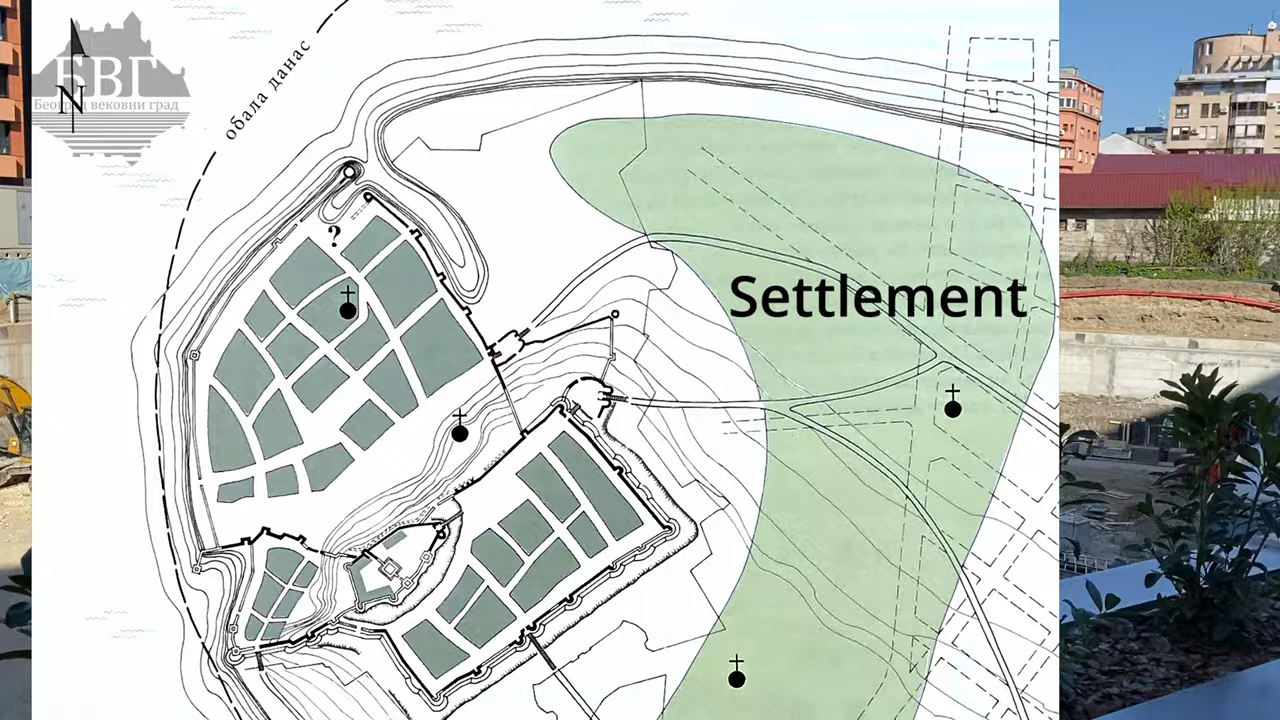 БВГ
Београд вековни град
N
обала данас
?
Settlement